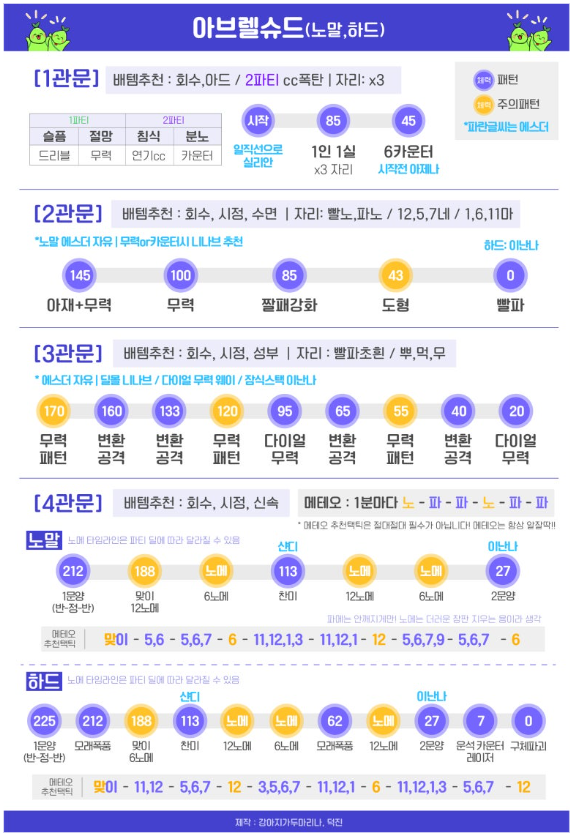 아브렐슈드(노말,하드)
[1관문] 배템추천 : 회수,아드 / 2파티 cc폭탄 | 자리: x3
체력 패턴
체력 주의패턴
*파란글씨는 에스더
1파티 2파티
슬픔 절망 침식 분노
드리블 무력 연기cc 카운터
시작 85 45
일직선으로 실리안
1인 1실
x3 자리
6카운터
시작전 아제나
[2관문] 배템추천 : 회수, 시정, 수면 | 자리: 빨노,파노 / 12,5,7네 / 1,6,11마
*노말 에스더 자유 | 무력or카운터시 니나브 추천
하드: 이난나
145 100 85 43 0
아재+무력 무력 짤패강화 도형 빨파
[3관문] 배템추천 : 회수, 시정, 성부 | 자리 : 빨파초흰 / 뿌,먹,무
* 에스더 자유 | 딜몰 니나브 / 다이얼 무력 웨이 / 잠식스택 이난나
170 160 133 120 95 65 55 40 20
무력 변환 변환 무력 다이얼 변환 무력 변환 다이얼
패턴 공격 공격 패턴 무력 공격 패턴 공격 무력
[4관문] 배템추천 : 회수, 시정, 신속
메테오 : 1분마다 노 - 파 - 파 - 노 - 파 - 파
* 메테오 추천택틱은 절대절대 필수가 아닙니다! 메테오는 항상 알잘딱!!
노말 노메 타임라인은 파티 딜에 따라 달라질 수 있음
샨디 이난나
212 188 노메 113 노메 노메 27
1문양 맞이 6노메 찬미 12노메 6노메 2문양
(반-정-반) 12노메
파메는 안깨지게만! 노메는 더러운 장판 지우는 용이라 생각
메테오
추천택틱
맞이 - 5,6 - 5,6,7 - 6 - 11,12,1,3 - 11,12,1 - 12 - 5,6,7,9 - 5,6,7 - 6
하드 노메 타임라인은 파티 딜에 따라 달라질 수 있음
샨디 이난나
225 212 188 113 노메 노메 62 노메 27 7 0
1문양 모래폭풍 맞이 찬미 12노메 6노메 모래폭풍 12노메 2문양 운석 카운터 구체파괴
(반-정-반) 6노메 레이저
메테오
추천택틱
맞이 - 11,12 - 5,6,7 - 12 - 3,5,6,7 - 11,12,1 - 6 - 11,12,1,3 - 5,6,7 - 12
제작 : 강아지가두마리나, 덕잔